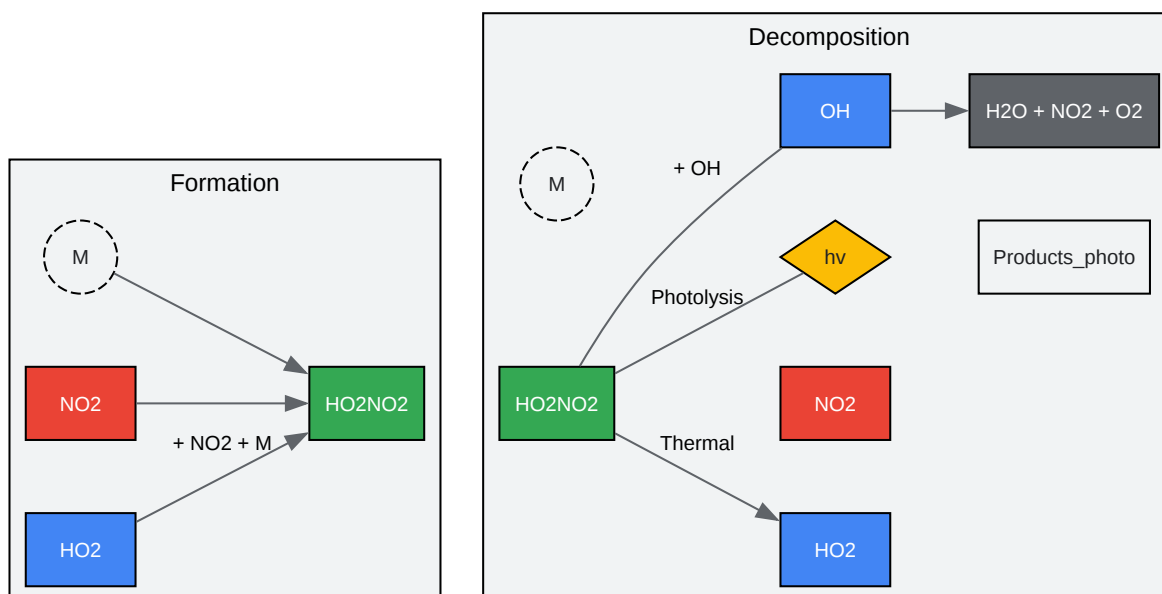 Formation
M
NO2
HO2NO2
+ NO2 + M
HO2
Decomposition
OH
H2O + NO2 + O2
+ OH
M
hv
Products_photo
Photolysis
HO2NO2
NO2
Thermal
HO2